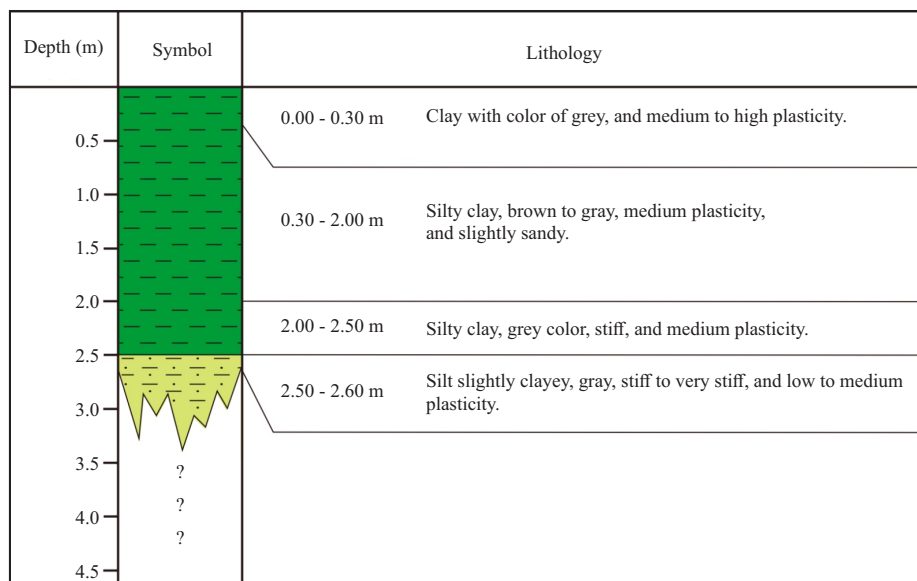 Depth (m) Symbol Lithology
0.00 - 0.30 m Clay with color of grey, and medium to high plasticity.
0.5
1.0
0.30 - 2.00 m Silty clay, brown to gray, medium plasticity,
and slightly sandy.
1.5
2.0
2.00 - 2.50 m Silty clay, grey color, stiff, and medium plasticity.
2.5
2.50 - 2.60 m Silt slightly clayey, gray, stiff to very stiff, and low to medium
plasticity.
3.0
3.5 ?
?
4.0
?
4.5